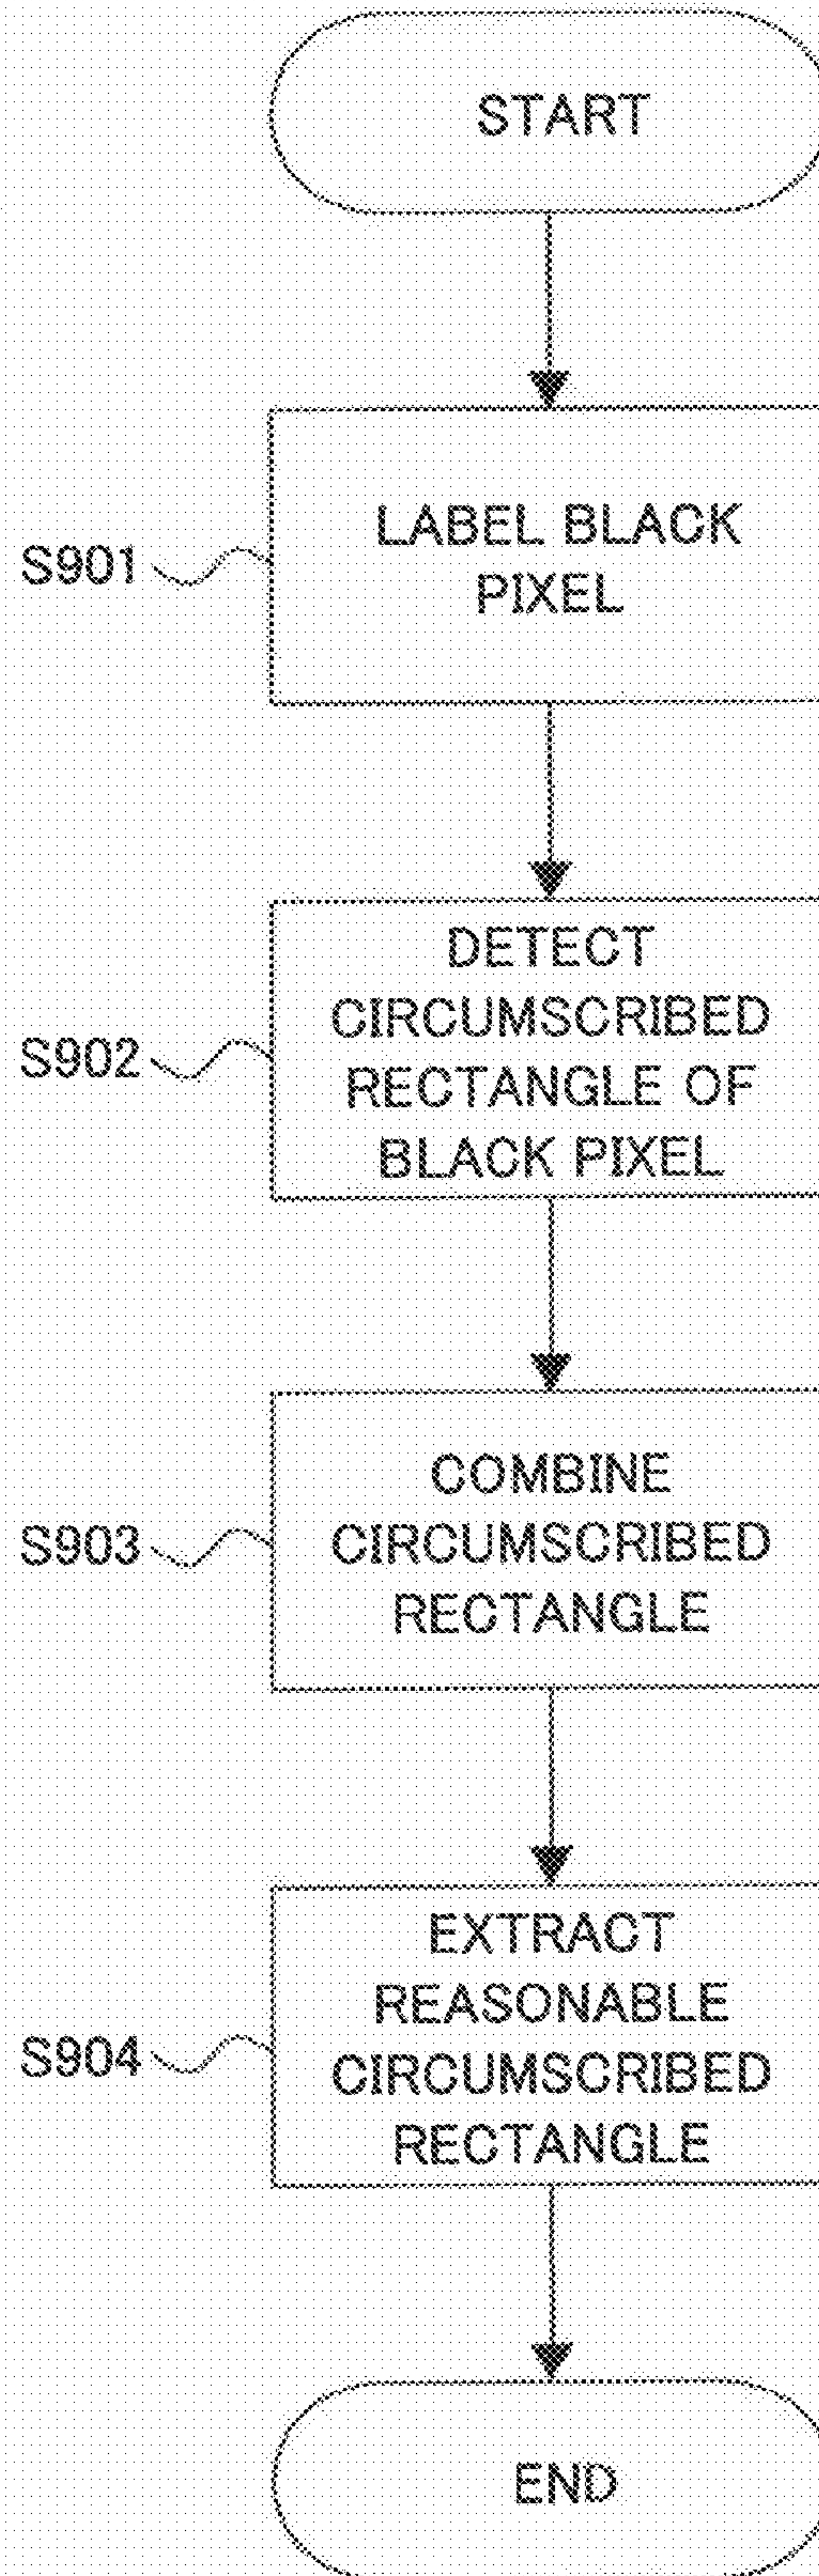 START
LABEL BLACK
PIXEL
S901
DETECT
CIRCUMSCRIBED
RECTANGLE OF
BLACK PIXEL
S902
COMBINE
CIRCUMSCRIBED
RECTANGLE
S903
EXTRACT
REASONABLE
CIRCUMSCRIBED
RECTANGLE
S904
END